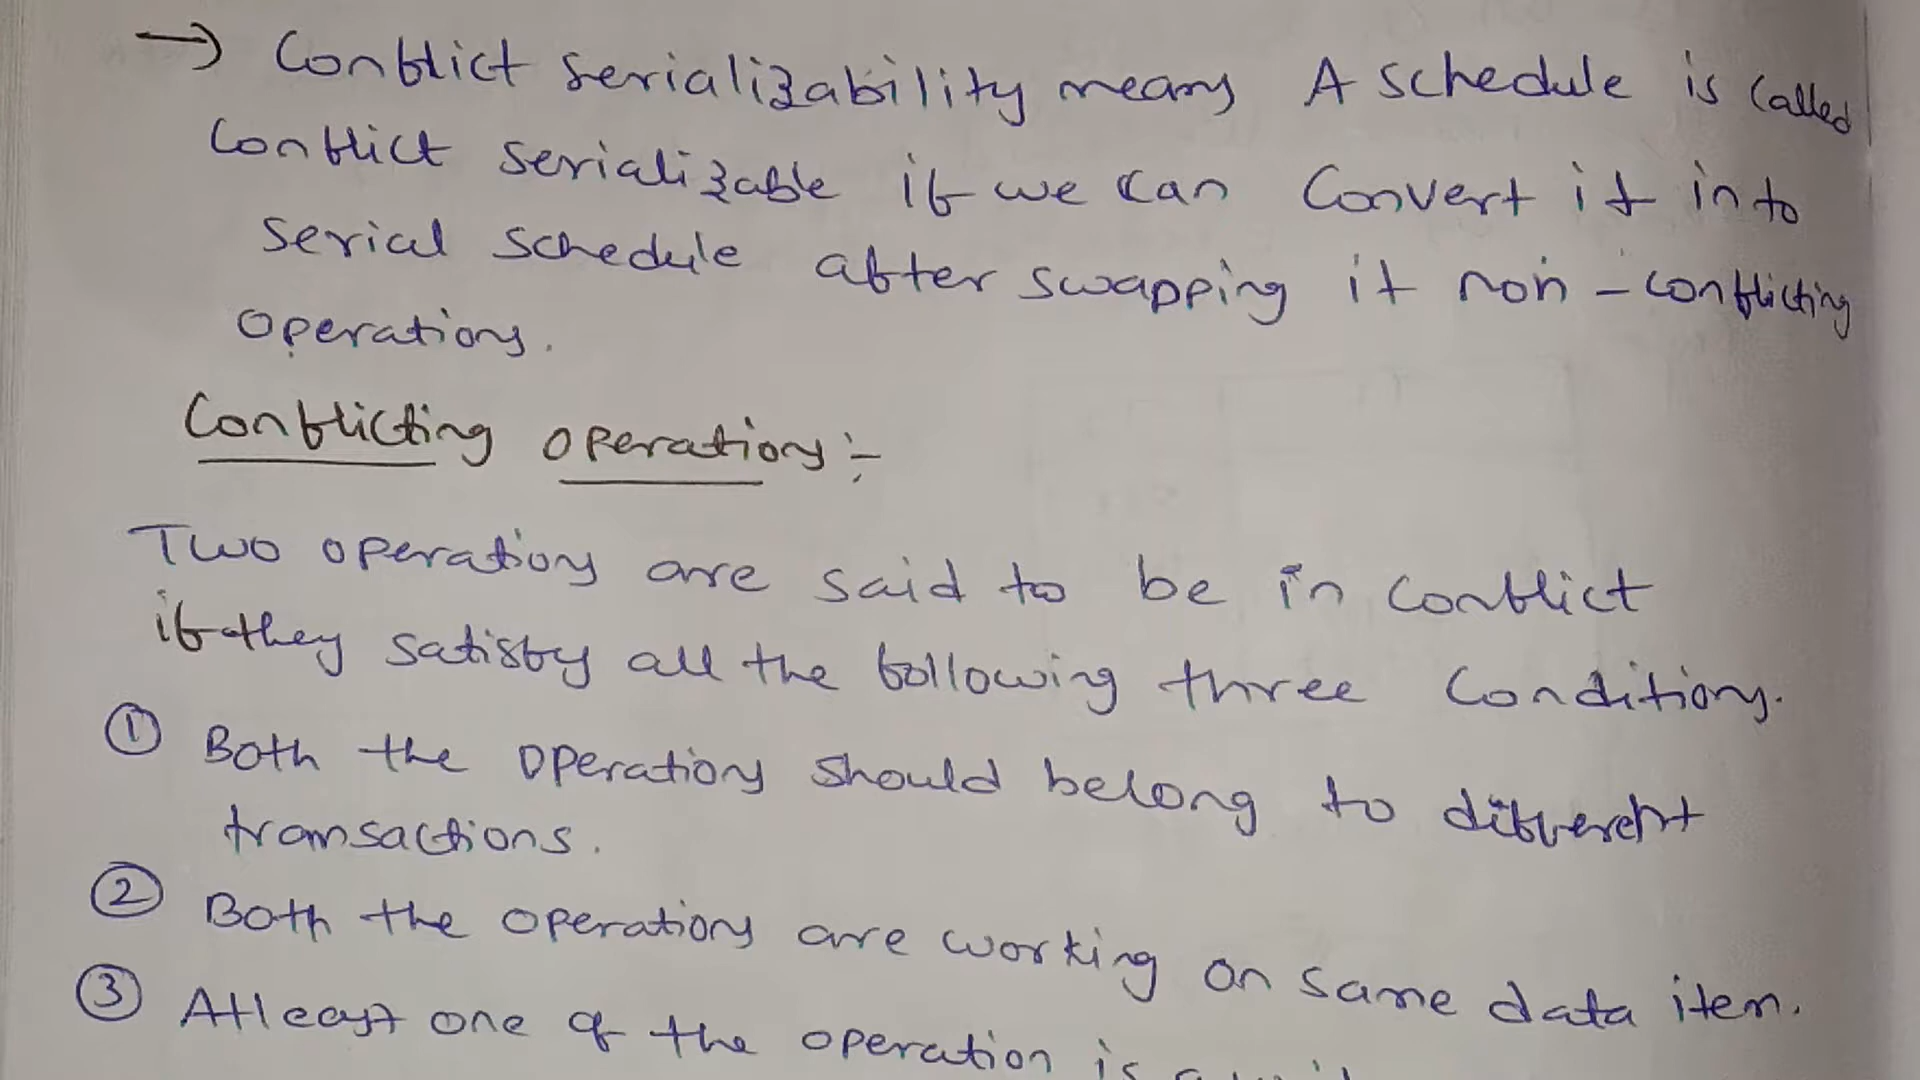 → Conflict serializability means A schedule is called
conflict serializable if we can convert it into
serial schedule after swapping it non-conflicting
operations.
Conflicting operations :-
Two operations are said to be in conflict
if they satisfy all the following three conditions.
① Both the operations should belong to different
transactions.
② Both the operations are working on same data item.
③ Atleast one of the operation is a